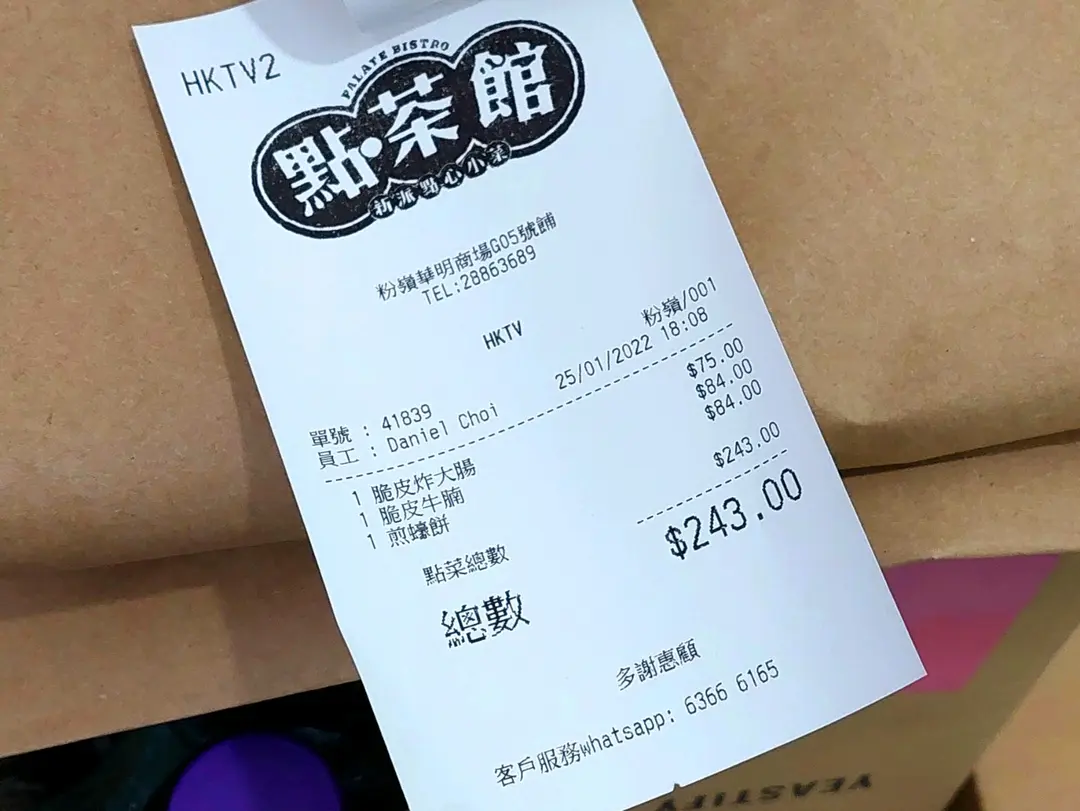 HKTV2
PALATE BISTRO
點茶館
新派點心小菜
粉嶺華明商場G05號舖
TEL:28863689
HKTV
粉嶺/001
25/01/2022 18:08
單號 : 41839
員工 : Daniel Choi
1 脆皮炸大腸 $75.00
1 脆皮牛腩 $84.00
1 煎蠔餅 $84.00
點菜總數 $243.00
總數 $243.00
多謝惠顧
客戶服務whatsapp: 6366 6165
YEASTIFY